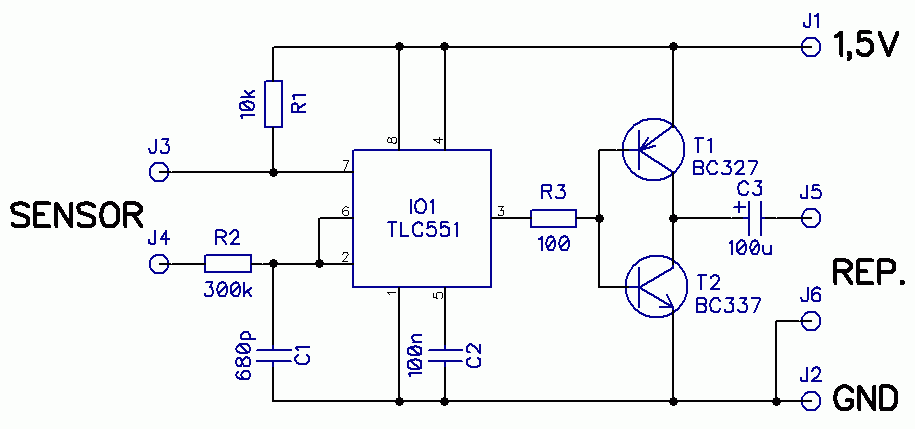 J1
1,5V
10k
R1
8
4
J3
7
T1
BC327
SENSOR
IO1
TLC551
6
3
R3
100
C3
+
100u
J5
J4
R2
300k
2
T2
BC337
REP.
J6
1
5
680p
C1
100n
C2
J2
GND